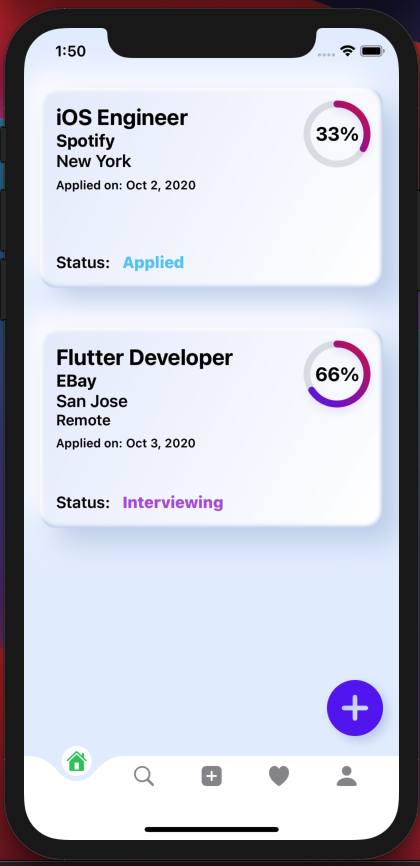 1:50
iOS Engineer
33%
Spotify
New York
Applied on: Oct 2, 2020
Status: Applied
Flutter Developer
66%
EBay
San Jose
Remote
Applied on: Oct 3, 2020
Status: Interviewing